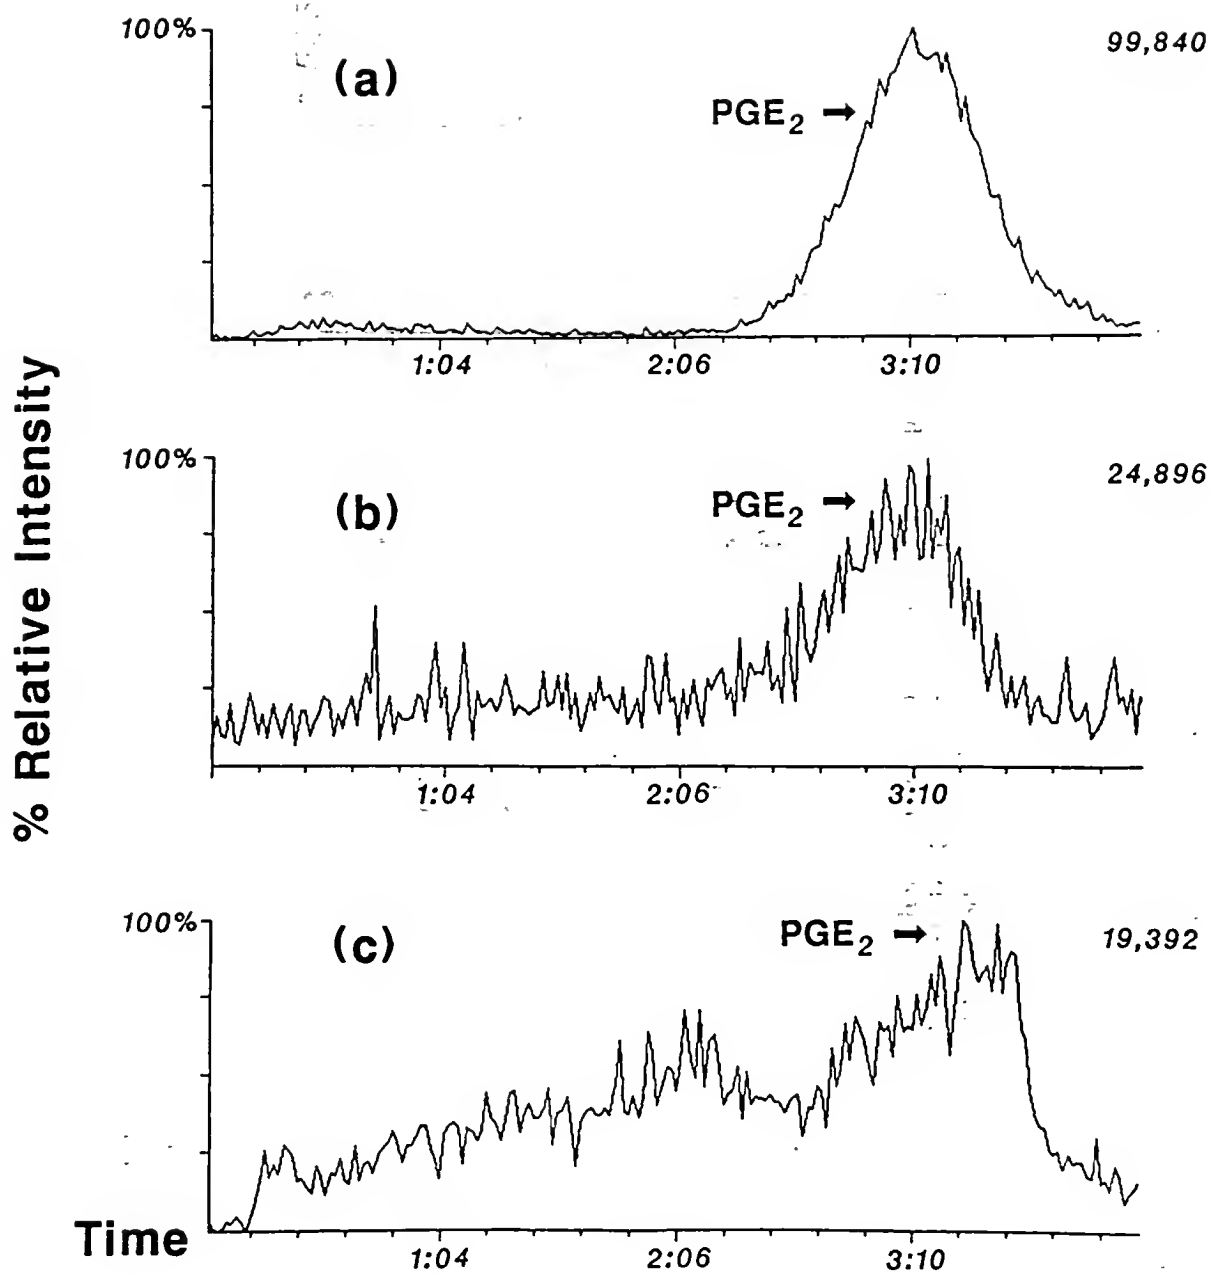 100%
(a)
99,840
PGE2 →
1:04 2:06 3:10
% Relative Intensity
100%
(b)
24,896
PGE2 →
1:04 2:06 3:10
100%
(c)
19,392
PGE2 →
Time
1:04 2:06 3:10